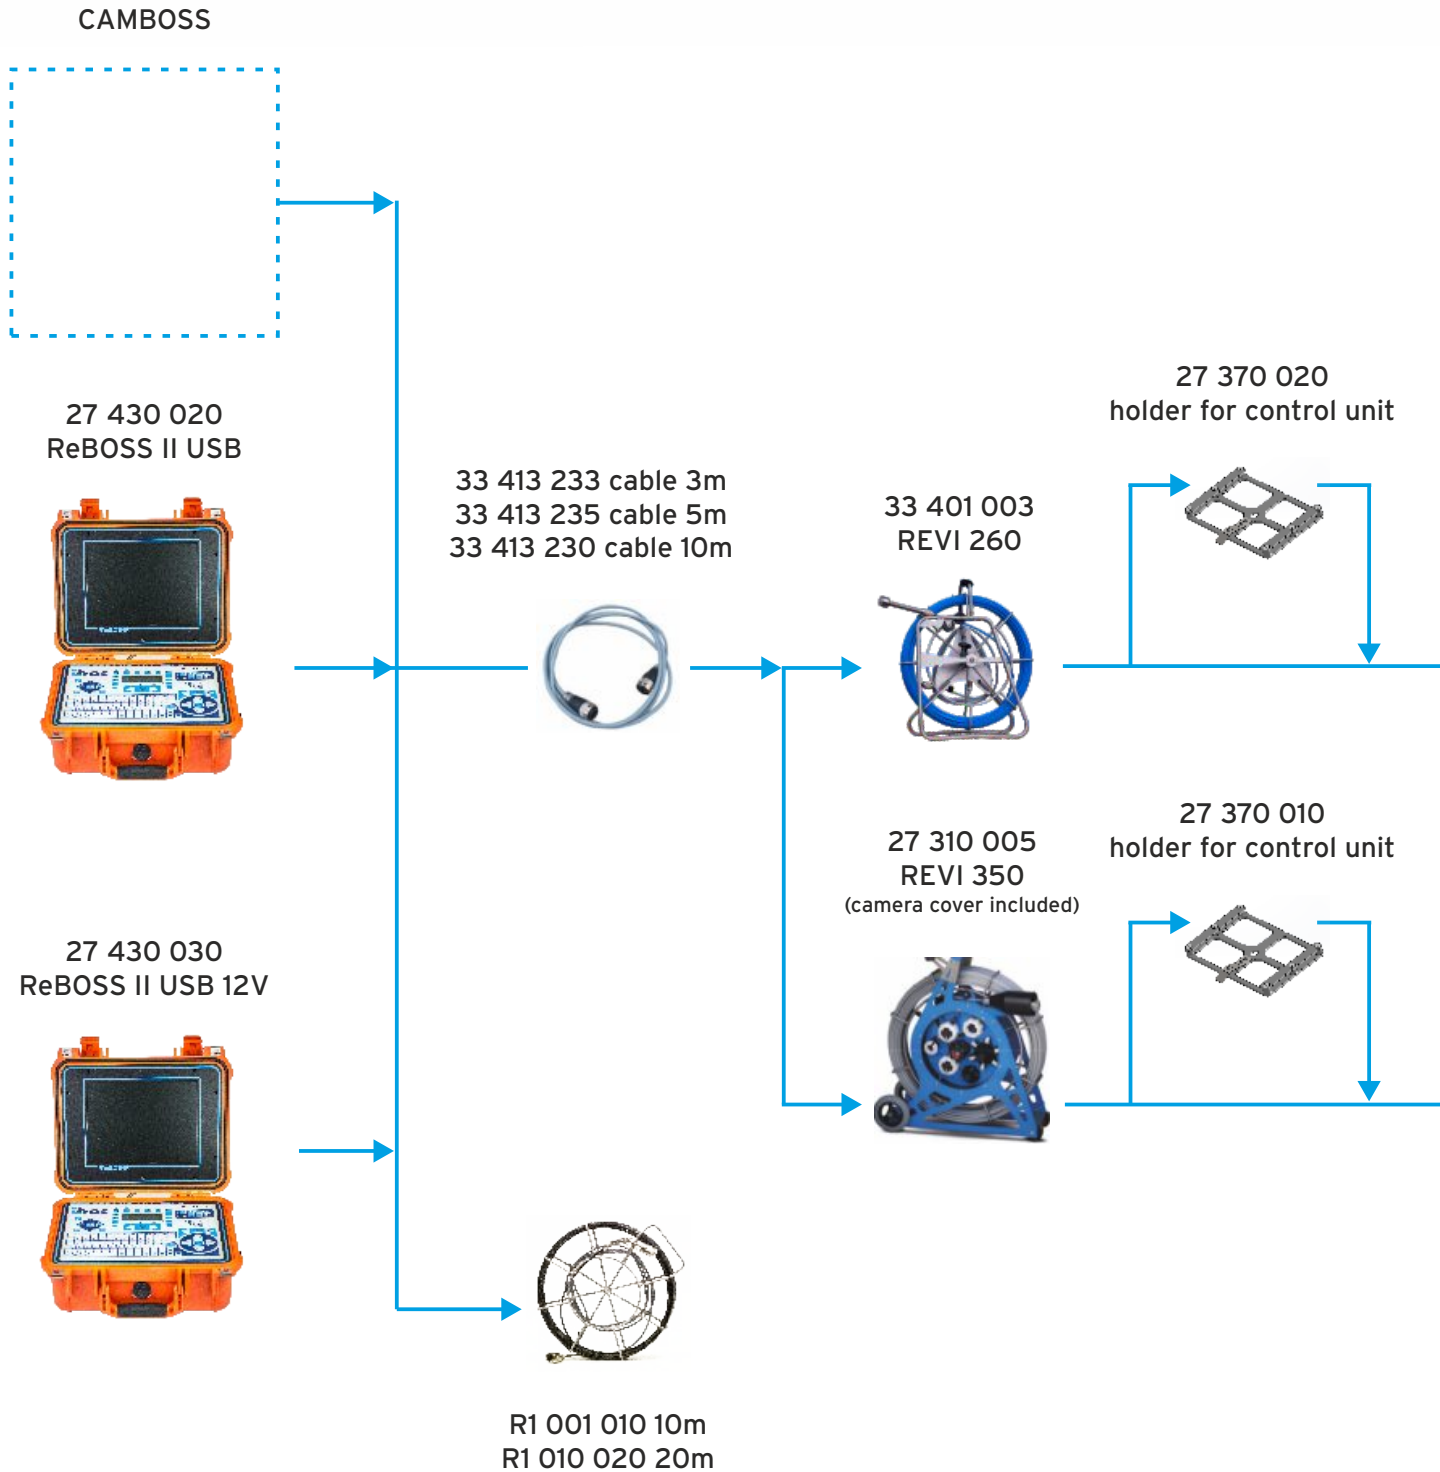 CAMBOSS
27 430 020
ReBOSS II USB
33 413 233 cable 3m
33 413 235 cable 5m
33 413 230 cable 10m
33 401 003
REVI 260
27 370 020
holder for control unit
27 310 005
REVI 350
(camera cover included)
27 370 010
holder for control unit
27 430 030
ReBOSS II USB 12V
R1 001 010 10m
R1 010 020 20m